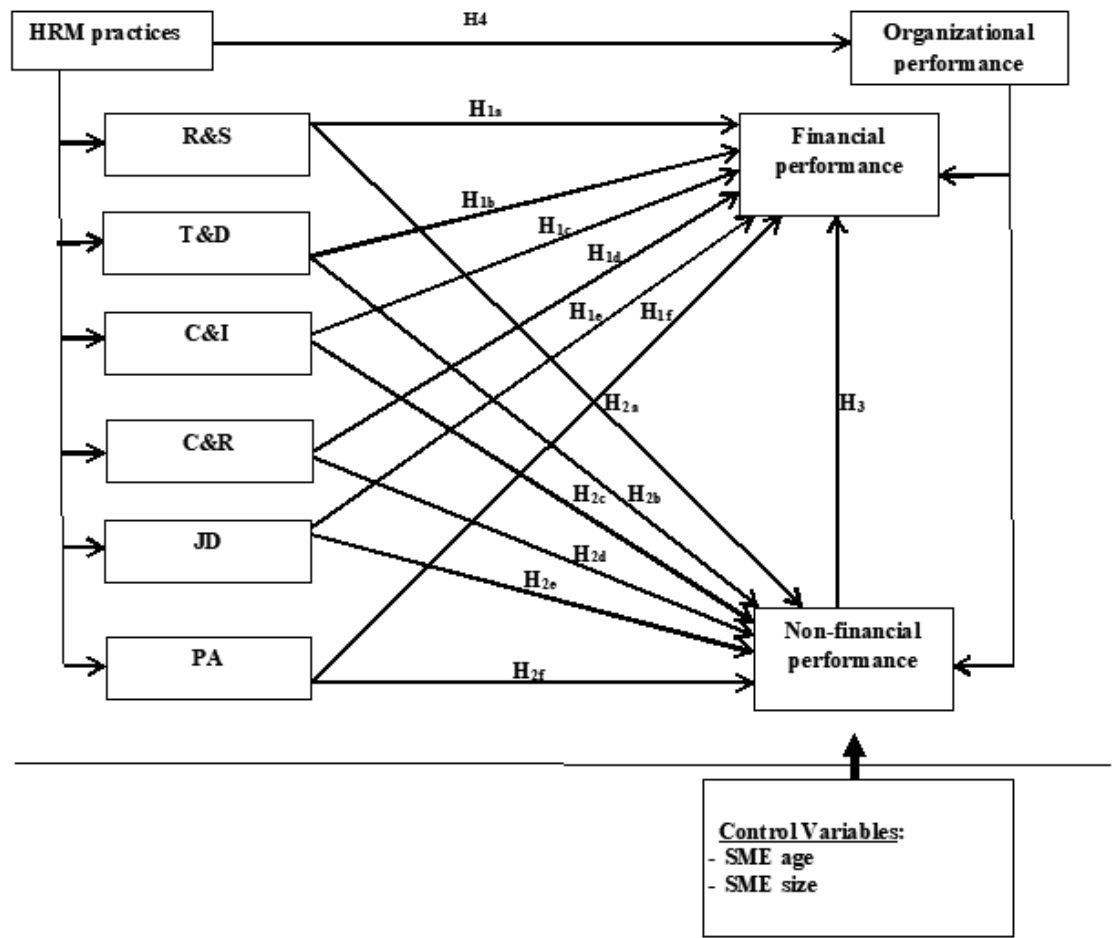 H4
HRM practices
Organizational
performance
R&S
H1a
Financial
performance
T&D
H1b
H1c
H1d
C&I
H1e
H1f
H2a
H3
C&R
H2c
H2b
JD
H2d
H2e
Non-financial
performance
PA
H2f
Control Variables:
- SME age
- SME size